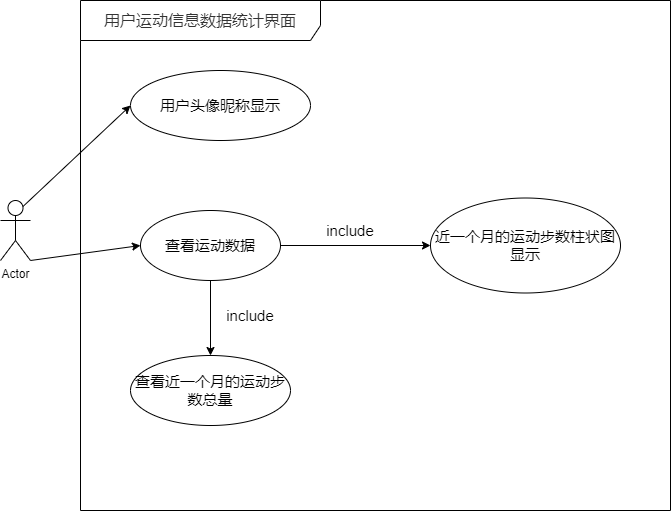 用户运动信息数据统计界面
用户头像昵称显示
Actor
查看运动数据
include
近一个月的运动步数柱状图
显示
include
查看近一个月的运动步
数总量